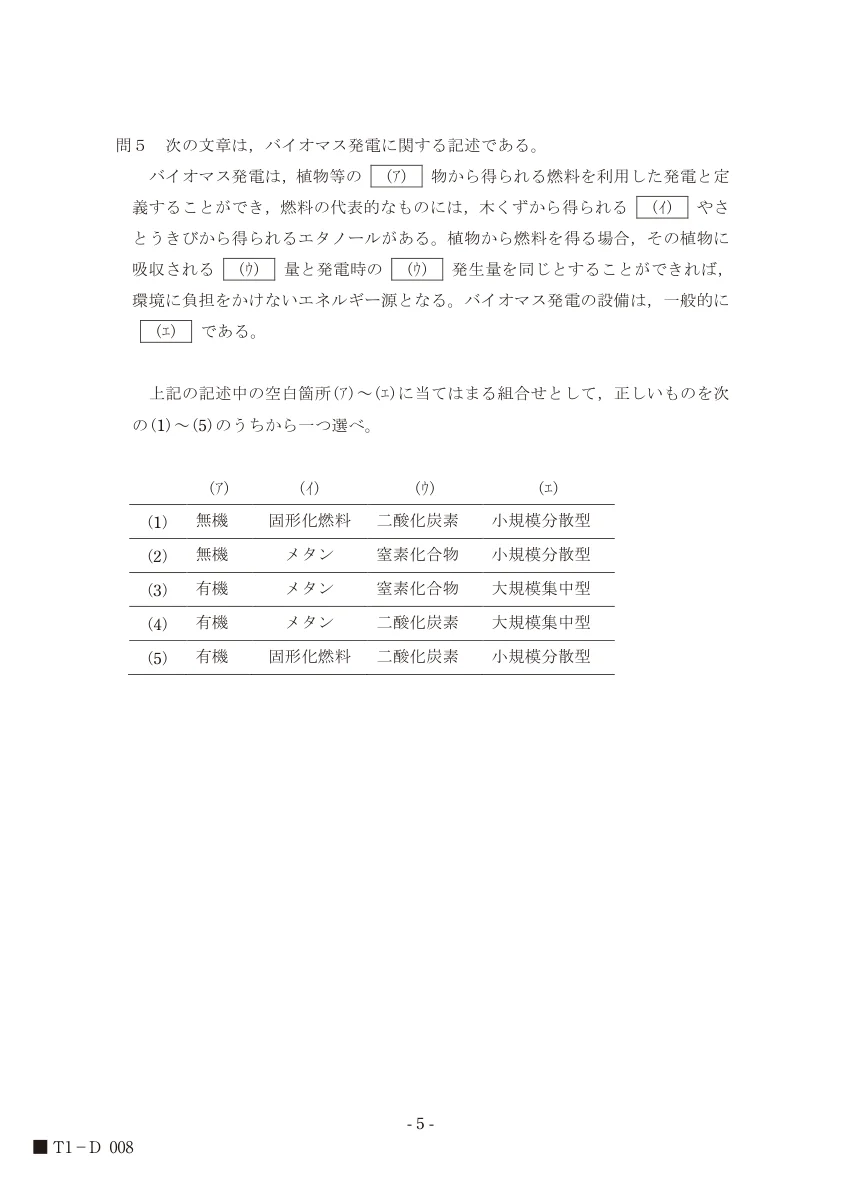 問5　次の文章は，バイオマス発電に関する記述である。
バイオマス発電は，植物等の (ｱ) 物から得られる燃料を利用した発電と定
義することができ，燃料の代表的なものには，木くずから得られる (ｲ) やさ
とうきびから得られるエタノールがある。植物から燃料を得る場合，その植物に
吸収される (ｳ) 量と発電時の (ｳ) 発生量を同じとすることができれば，
環境に負担をかけないエネルギー源となる。バイオマス発電の設備は，一般的に
(ｴ) である。
上記の記述中の空白箇所(ｱ)～(ｴ)に当てはまる組合せとして，正しいものを次
の(1)～(5)のうちから一つ選べ。
(ｱ) (ｲ) (ｳ) (ｴ)
(1) 無機 固形化燃料 二酸化炭素 小規模分散型
(2) 無機 メタン 窒素化合物 小規模分散型
(3) 有機 メタン 窒素化合物 大規模集中型
(4) 有機 メタン 二酸化炭素 大規模集中型
(5) 有機 固形化燃料 二酸化炭素 小規模分散型
- 5 -
■ T1－D 008